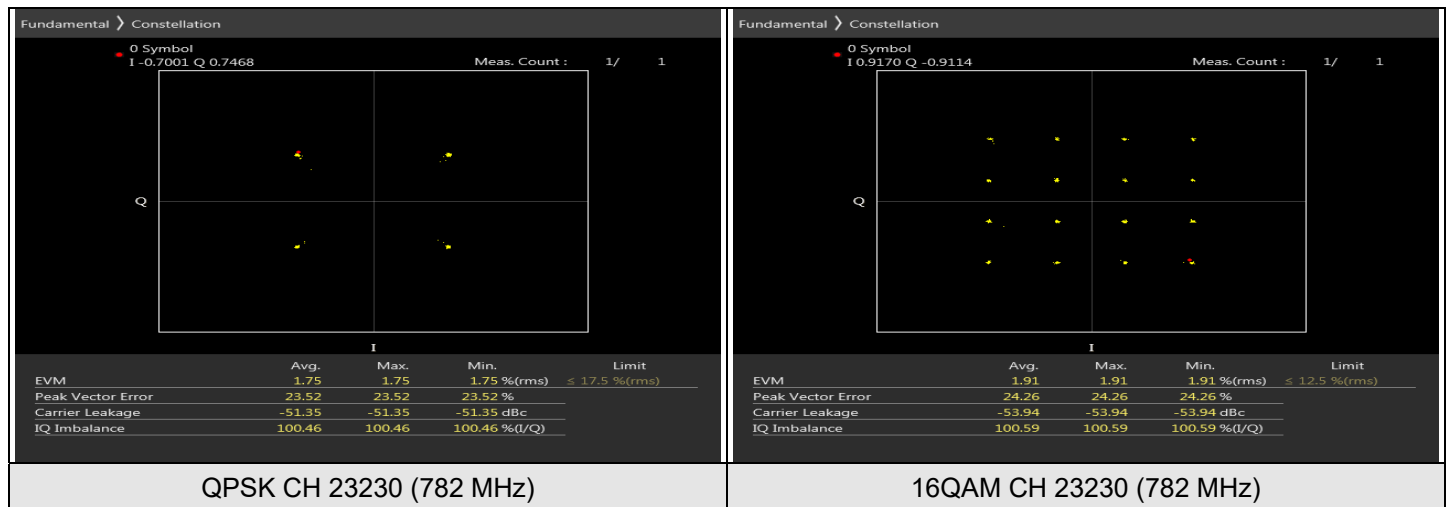 Fundamental ❯ Constellation
0 Symbol
I -0.7001 Q 0.7468 Meas. Count : 1/ 1
Q
I
Avg. Max. Min. Limit
EVM 1.75 1.75 1.75 %(rms) ≤ 17.5 %(rms)
Peak Vector Error 23.52 23.52 23.52 %
Carrier Leakage -51.35 -51.35 -51.35 dBc
IQ Imbalance 100.46 100.46 100.46 %(I/Q)
QPSK CH 23230 (782 MHz)
Fundamental ❯ Constellation
0 Symbol
I 0.9170 Q -0.9114 Meas. Count : 1/ 1
Q
I
Avg. Max. Min. Limit
EVM 1.91 1.91 1.91 %(rms) ≤ 12.5 %(rms)
Peak Vector Error 24.26 24.26 24.26 %
Carrier Leakage -53.94 -53.94 -53.94 dBc
IQ Imbalance 100.59 100.59 100.59 %(I/Q)
16QAM CH 23230 (782 MHz)